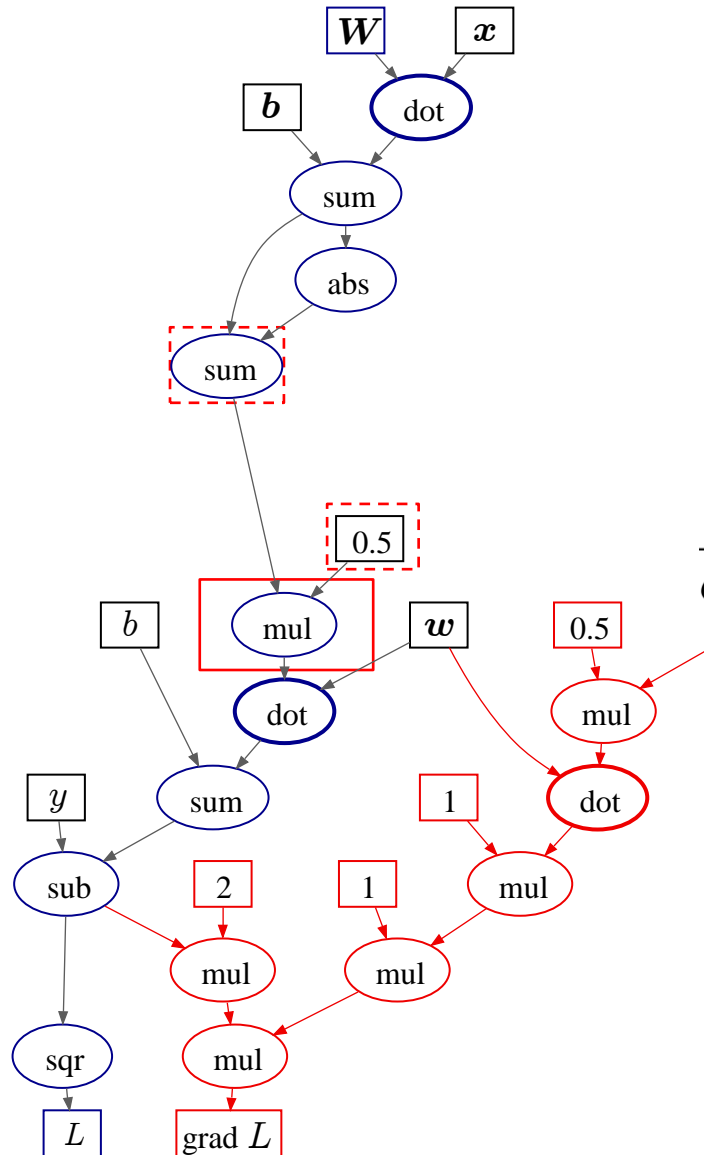 W x
dot
b
sum
abs
sum
0.5
b mul w 0.5
mul
dot
sum dot
y 1
sub 2 1 mul
mul mul
sqr mul
L grad L